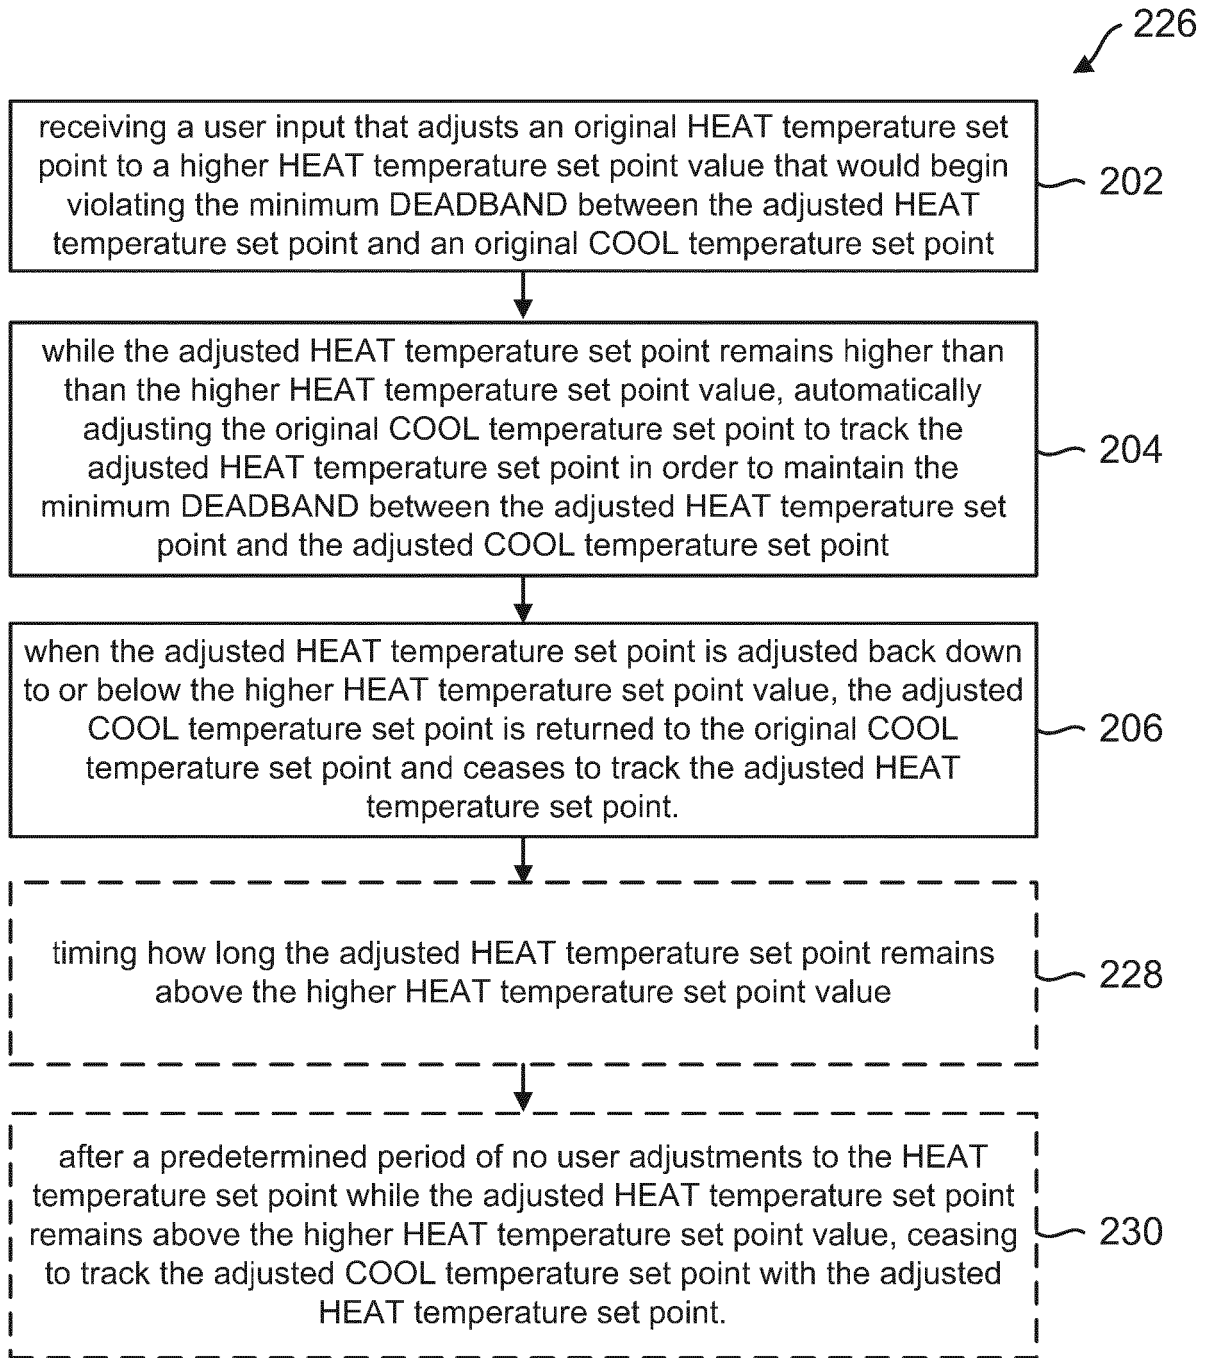 226
receiving a user input that adjusts an original HEAT temperature set
point to a higher HEAT temperature set point value that would begin
violating the minimum DEADBAND between the adjusted HEAT
temperature set point and an original COOL temperature set point
202
while the adjusted HEAT temperature set point remains higher than
than the higher HEAT temperature set point value, automatically
adjusting the original COOL temperature set point to track the
adjusted HEAT temperature set point in order to maintain the
minimum DEADBAND between the adjusted HEAT temperature set
point and the adjusted COOL temperature set point
204
when the adjusted HEAT temperature set point is adjusted back down
to or below the higher HEAT temperature set point value, the adjusted
COOL temperature set point is returned to the original COOL
temperature set point and ceases to track the adjusted HEAT
temperature set point.
206
timing how long the adjusted HEAT temperature set point remains
above the higher HEAT temperature set point value
228
after a predetermined period of no user adjustments to the HEAT
temperature set point while the adjusted HEAT temperature set point
remains above the higher HEAT temperature set point value, ceasing
to track the adjusted COOL temperature set point with the adjusted
HEAT temperature set point.
230